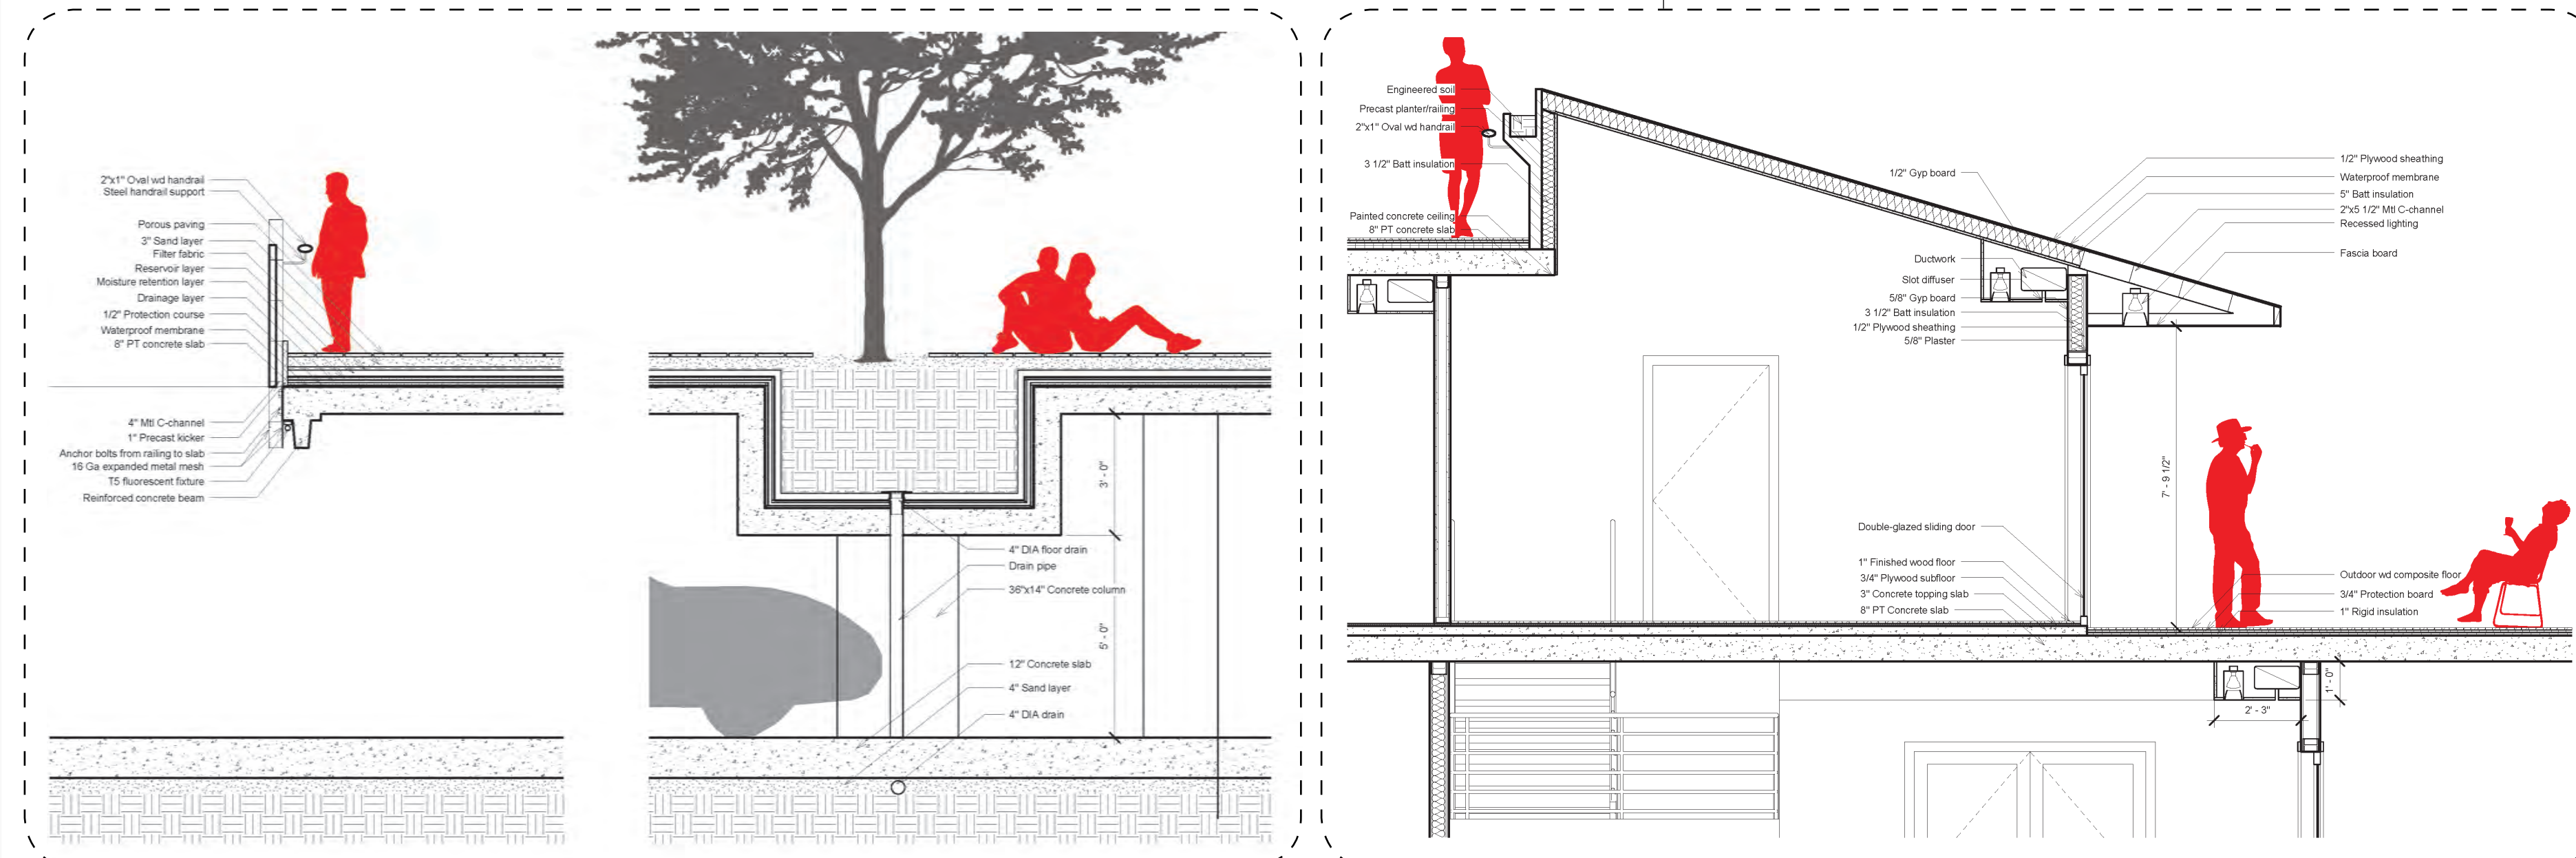 2"x1" Oval wd handrail
Steel handrail support
Porous paving
3" Sand layer
Filter fabric
Reservoir layer
Moisture retention layer
Drainage layer
1/2" Protection course
Waterproof membrane
8" PT concrete slab
4" Mtl C-channel
1" Precast kicker
Anchor bolts from railing to slab
16 Ga expanded metal mesh
T5 fluorescent fixture
Reinforced concrete beam
3' - 0"
4" DIA floor drain
Drain pipe
36"x14" Concrete column
5' - 0"
12" Concrete slab
4" Sand layer
4" DIA drain
Engineered soil
Precast planter/railing
2"x1" Oval wd handrail
3 1/2" Batt insulation
Painted concrete ceiling
8" PT concrete slab
1/2" Gyp board
Ductwork
Slot diffuser
5/8" Gyp board
3 1/2" Batt insulation
1/2" Plywood sheathing
5/8" Plaster
1/2" Plywood sheathing
Waterproof membrane
5" Batt insulation
2"x5 1/2" Mtl C-channel
Recessed lighting
Fascia board
7' - 9 1/2"
Double-glazed sliding door
1" Finished wood floor
3/4" Plywood subfloor
3" Concrete topping slab
8" PT Concrete slab
Outdoor wd composite floor
3/4" Protection board
1" Rigid insulation
1' - 0"
2' - 3"